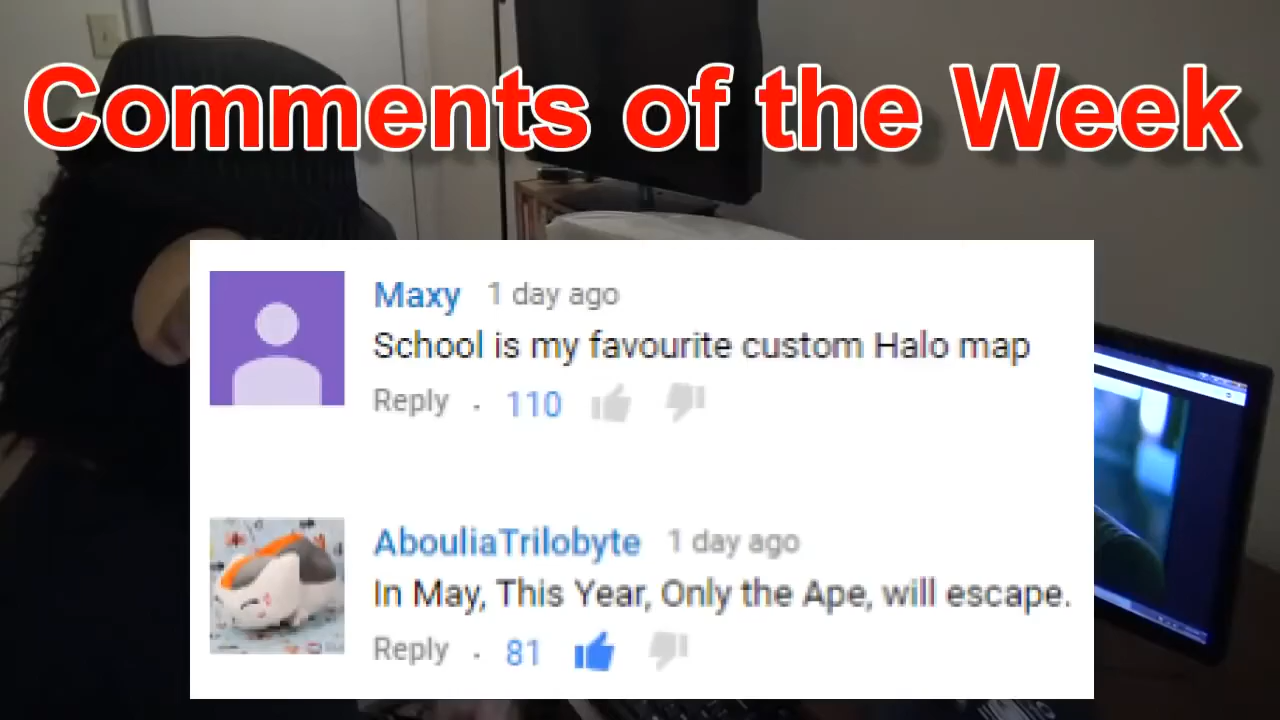 Comments of the Week
Maxy 1 day ago
School is my favourite custom Halo map
Reply · 110
AbouliaTrilobyte 1 day ago
In May, This Year, Only the Ape, will escape.
Reply · 81